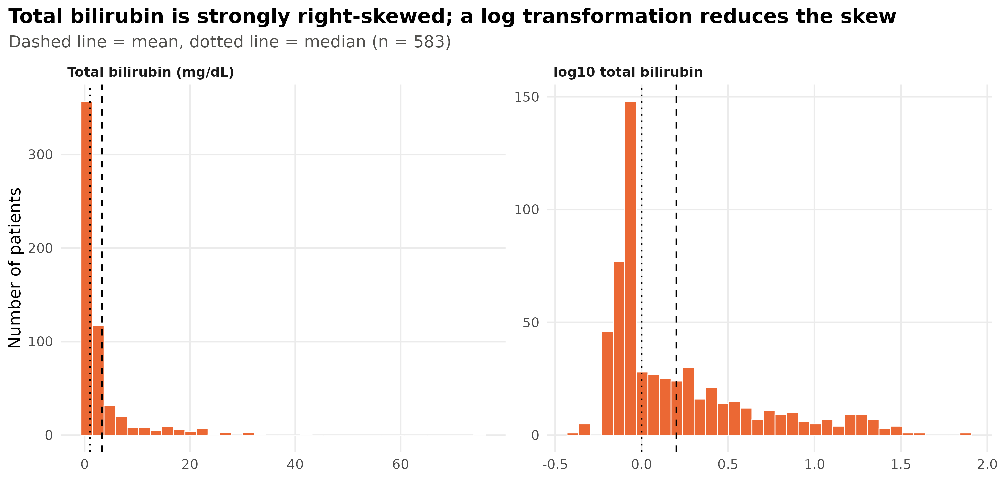 Total bilirubin is strongly right-skewed; a log transformation reduces the skew
Dashed line = mean, dotted line = median (n = 583)
Total bilirubin (mg/dL)
log10 total bilirubin
Number of patients
300
200
100
0
0 20 40 60
150
100
50
0
-0.5 0.0 0.5 1.0 1.5 2.0